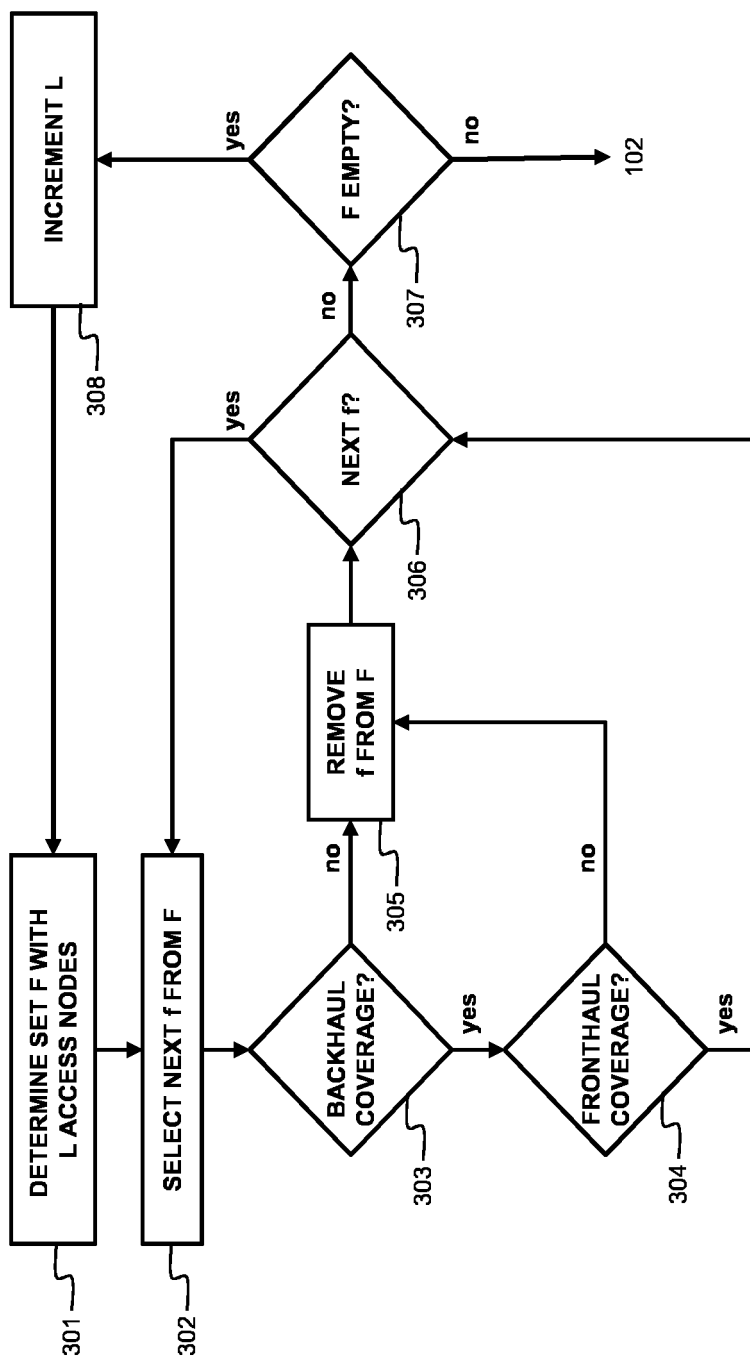 301
DETERMINE SET F WITH
L ACCESS NODES
302
SELECT NEXT f FROM F
303
BACKHAUL
COVERAGE?
no
yes
304
FRONTHAUL
COVERAGE?
no
yes
305
REMOVE
f FROM F
306
NEXT f?
yes
no
307
F EMPTY?
yes
no
102
308
INCREMENT L